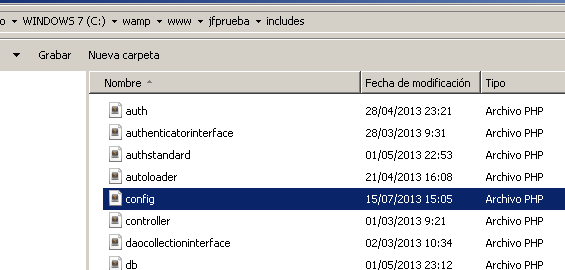 WINDOWS 7 (C:) ▸ wamp ▸ www ▸ jfprueba ▸ includes
Grabar Nueva carpeta
Nombre Fecha de modificación Tipo
auth 28/04/2013 23:21 Archivo PHP
authenticatorinterface 28/03/2013 9:31 Archivo PHP
authstandard 01/05/2013 22:53 Archivo PHP
autoloader 21/04/2013 16:08 Archivo PHP
config 15/07/2013 15:05 Archivo PHP
controller 01/03/2013 9:21 Archivo PHP
daocollectioninterface 02/03/2013 10:34 Archivo PHP
db 01/05/2013 23:12 Archivo PHP